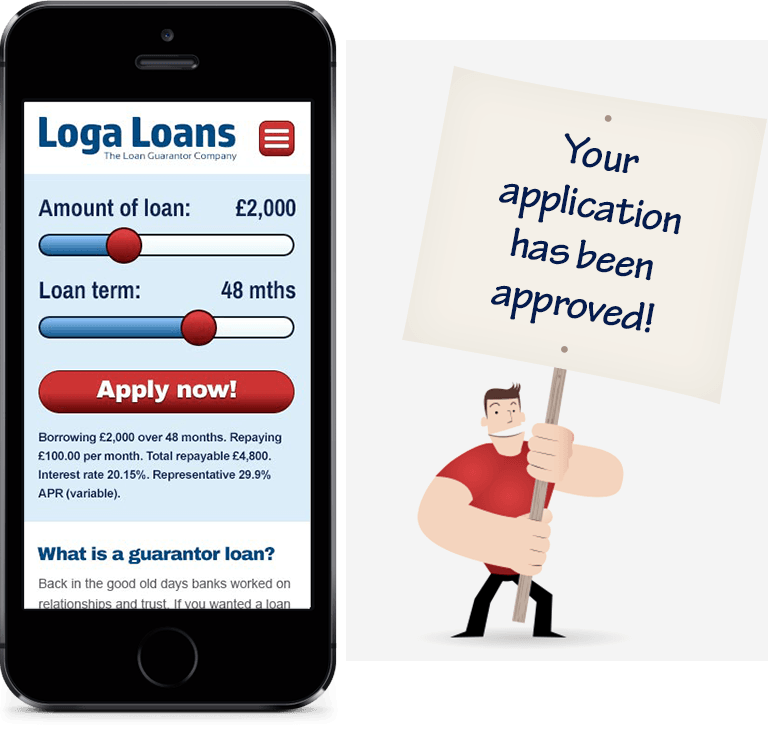 Loga Loans
The Loan Guarantor Company
Amount of loan: £2,000
Loan term: 48 mths
Apply now!
Borrowing £2,000 over 48 months. Repaying
£100.00 per month. Total repayable £4,800.
Interest rate 20.15%. Representative 29.9%
APR (variable).
What is a guarantor loan?
Back in the good old days banks worked on
relationships and trust. If you wanted a loan
Your
application
has been
approved!